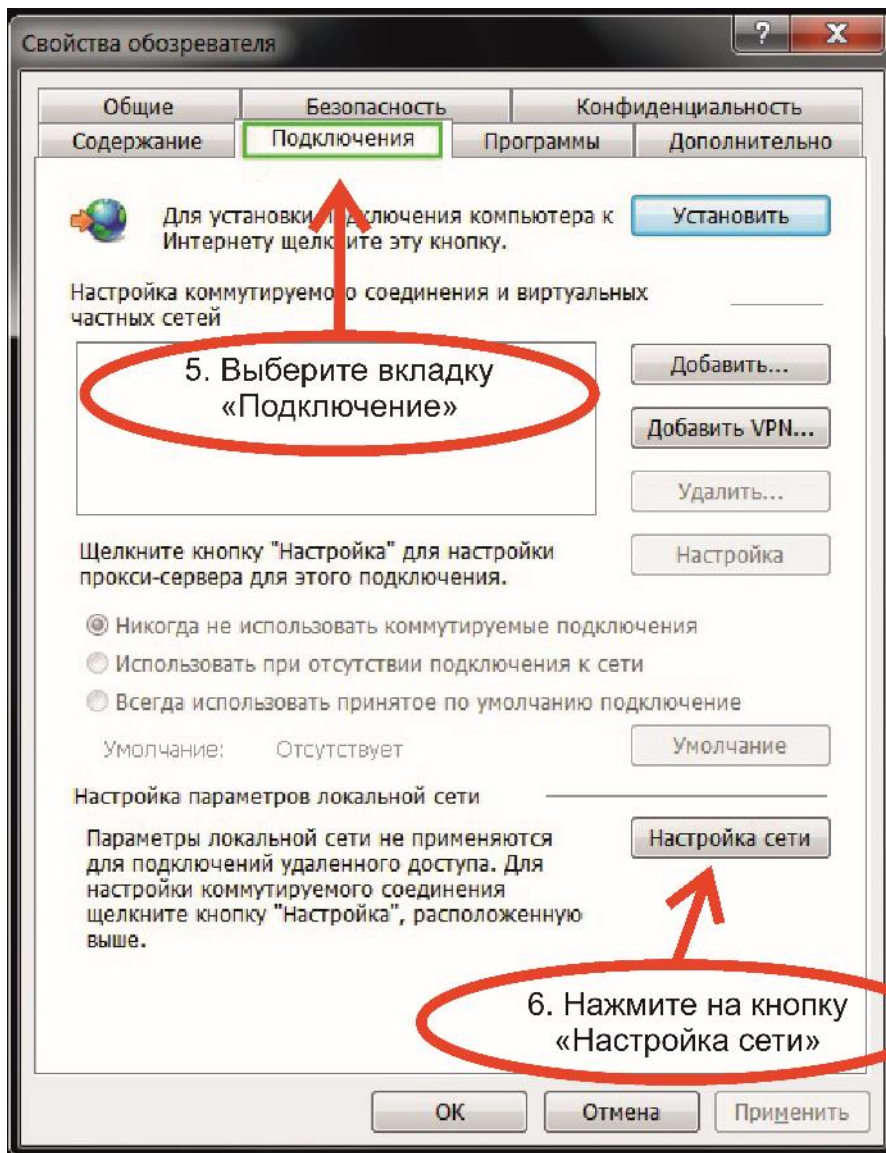 Свойства обозревателя
?
X
Общие
Безопасность
Конфиденциальность
Содержание
Подключения
Программы
Дополнительно
Для установки подключения компьютера к
Интернету щелкните эту кнопку.
Установить
Настройка коммутируемого соединения и виртуальных
частных сетей
5. Выберите вкладку
«Подключение»
Добавить...
Добавить VPN...
Удалить...
Щелкните кнопку "Настройка" для настройки
прокси-сервера для этого подключения.
Настройка
Никогда не использовать коммутируемые подключения
Использовать при отсутствии подключения к сети
Всегда использовать принятое по умолчанию подключение
Умолчание:
Отсутствует
Умолчание
Настройка параметров локальной сети
Параметры локальной сети не применяются
для подключений удаленного доступа. Для
настройки коммутируемого соединения
щелкните кнопку "Настройка", расположенную
выше.
Настройка сети
6. Нажмите на кнопку
«Настройка сети»
ОК
Отмена
Применить